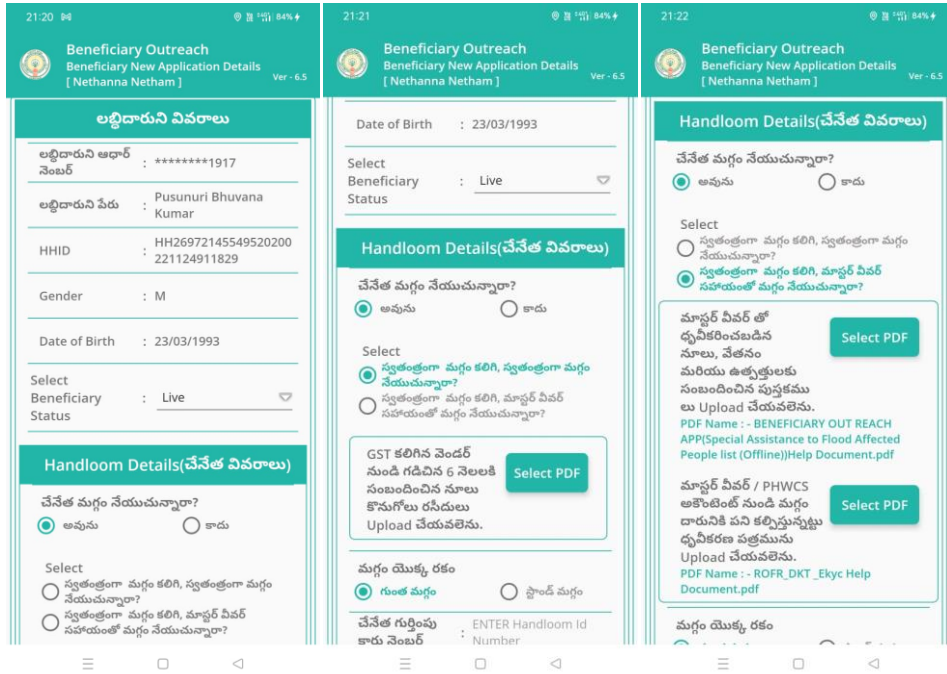 21:20
84%
Beneficiary Outreach
Beneficiary New Application Details
[ Nethanna Netham ]
Ver - 6.5
లబ్ధిదారుని వివరాలు
లబ్ధిదారుని ఆధార్
నెంబర్
: ********1917
లబ్ధిదారుని పేరు
: Pusunuri Bhuvana
Kumar
HHID
: HH26972145549520200
221124911829
Gender : M
Date of Birth : 23/03/1993
Select
Beneficiary
Status
: Live
Handloom Details(చేనేత వివరాలు)
చేనేత మగ్గం నేయుచున్నారా?
అవును కాదు
Select
స్వతంత్రంగా మగ్గం కలిగి, స్వతంత్రంగా మగ్గం
నేయుచున్నారా?
స్వతంత్రంగా మగ్గం కలిగి, మాస్టర్ వీవర్
సహాయంతో మగ్గం నేయుచున్నారా?
21:21
84%
Beneficiary Outreach
Beneficiary New Application Details
[ Nethanna Netham ]
Ver - 6.5
Date of Birth : 23/03/1993
Select
Beneficiary
Status
: Live
Handloom Details(చేనేత వివరాలు)
చేనేత మగ్గం నేయుచున్నారా?
అవును కాదు
Select
స్వతంత్రంగా మగ్గం కలిగి, స్వతంత్రంగా మగ్గం
నేయుచున్నారా?
స్వతంత్రంగా మగ్గం కలిగి, మాస్టర్ వీవర్
సహాయంతో మగ్గం నేయుచున్నారా?
GST కలిగిన వెండర్
నుండి గడిచిన 6 నెలలకి
సంబందించిన నూలు
కొనుగోలు రసీదులు
Upload చేయవలెను.
Select PDF
మగ్గం యొక్క రకం
గుంత మగ్గం స్టాండ్ మగ్గం
చేనేత గుర్తింపు
కారు నెంబర్
: ENTER Handloom Id
Number
21:22
84%
Beneficiary Outreach
Beneficiary New Application Details
[ Nethanna Netham ]
Ver - 6.5
Handloom Details(చేనేత వివరాలు)
చేనేత మగ్గం నేయుచున్నారా?
అవును కాదు
Select
స్వతంత్రంగా మగ్గం కలిగి, స్వతంత్రంగా మగ్గం
నేయుచున్నారా?
స్వతంత్రంగా మగ్గం కలిగి, మాస్టర్ వీవర్
సహాయంతో మగ్గం నేయుచున్నారా?
మాస్టర్ వీవర్ తో
ధృవీకరించబడిన
నూలు, వేతనం
మరియు ఉత్పత్తులకు
సంబందించిన పుస్తకము
లు Upload చేయవలెను.
Select PDF
PDF Name : - BENEFICIARY OUT REACH
APP(Special Assistance to Flood Affected
People list (Offline))Help Document.pdf
మాస్టర్ వీవర్ / PHWCS
అకౌంటెంట్ నుండి మగ్గం
దారునికి పని కల్పిస్తున్నట్టు
ధృవీకరణ పత్రమును
Upload చేయవలెను.
Select PDF
PDF Name : - ROFR_DKT _Ekyc Help
Document.pdf
మగ్గం యొక్క రకం